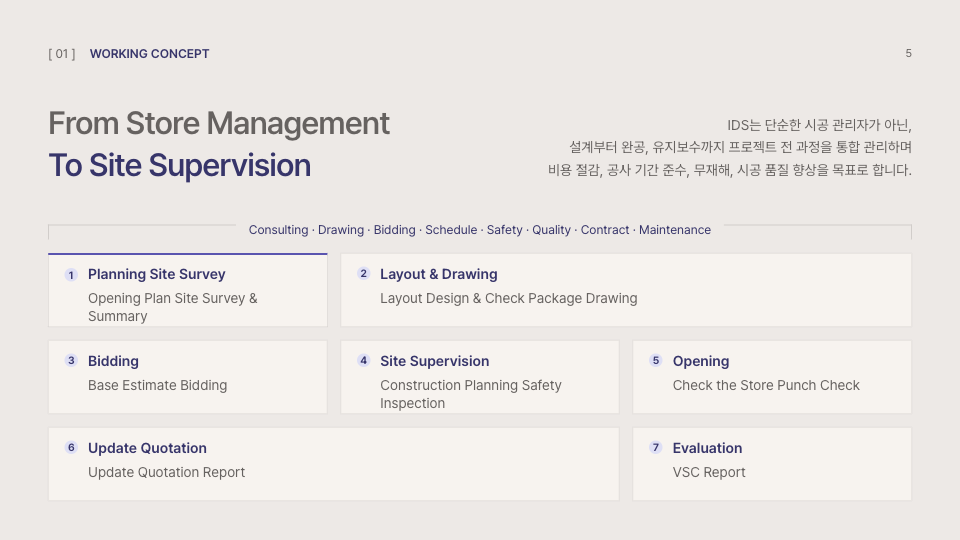 [ 01 ] WORKING CONCEPT
5
From Store Management
To Site Supervision
IDS는 단순한 시공 관리자가 아닌,
설계부터 완공, 유지보수까지 프로젝트 전 과정을 통합 관리하며
비용 절감, 공사 기간 준수, 무재해, 시공 품질 향상을 목표로 합니다.
Consulting · Drawing · Bidding · Schedule · Safety · Quality · Contract · Maintenance
1 Planning Site Survey
Opening Plan Site Survey &
Summary
2 Layout & Drawing
Layout Design & Check Package Drawing
3 Bidding
Base Estimate Bidding
4 Site Supervision
Construction Planning Safety
Inspection
5 Opening
Check the Store Punch Check
6 Update Quotation
Update Quotation Report
7 Evaluation
VSC Report